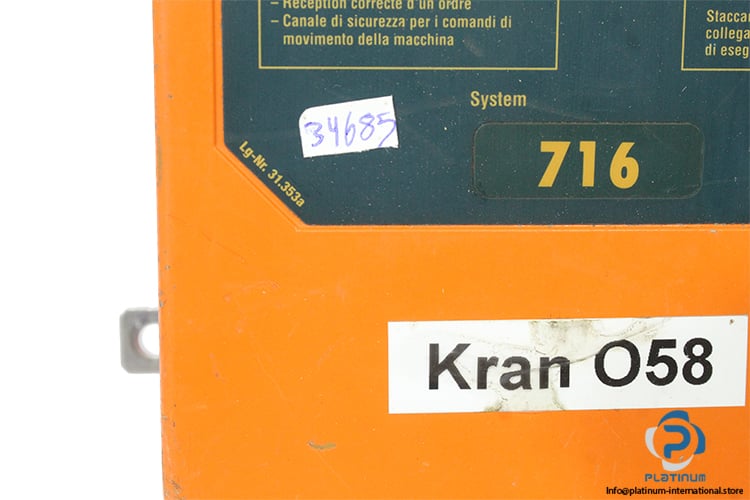 – Réception correcte d'un ordre
– Canale di sicurezza per i comandi di
movimento della macchina
Staccar
collega
di eseg
System
716
34685
Lg-Nr. 31.353a
Kran O58
PLATINUM
Info@platinum-international.store